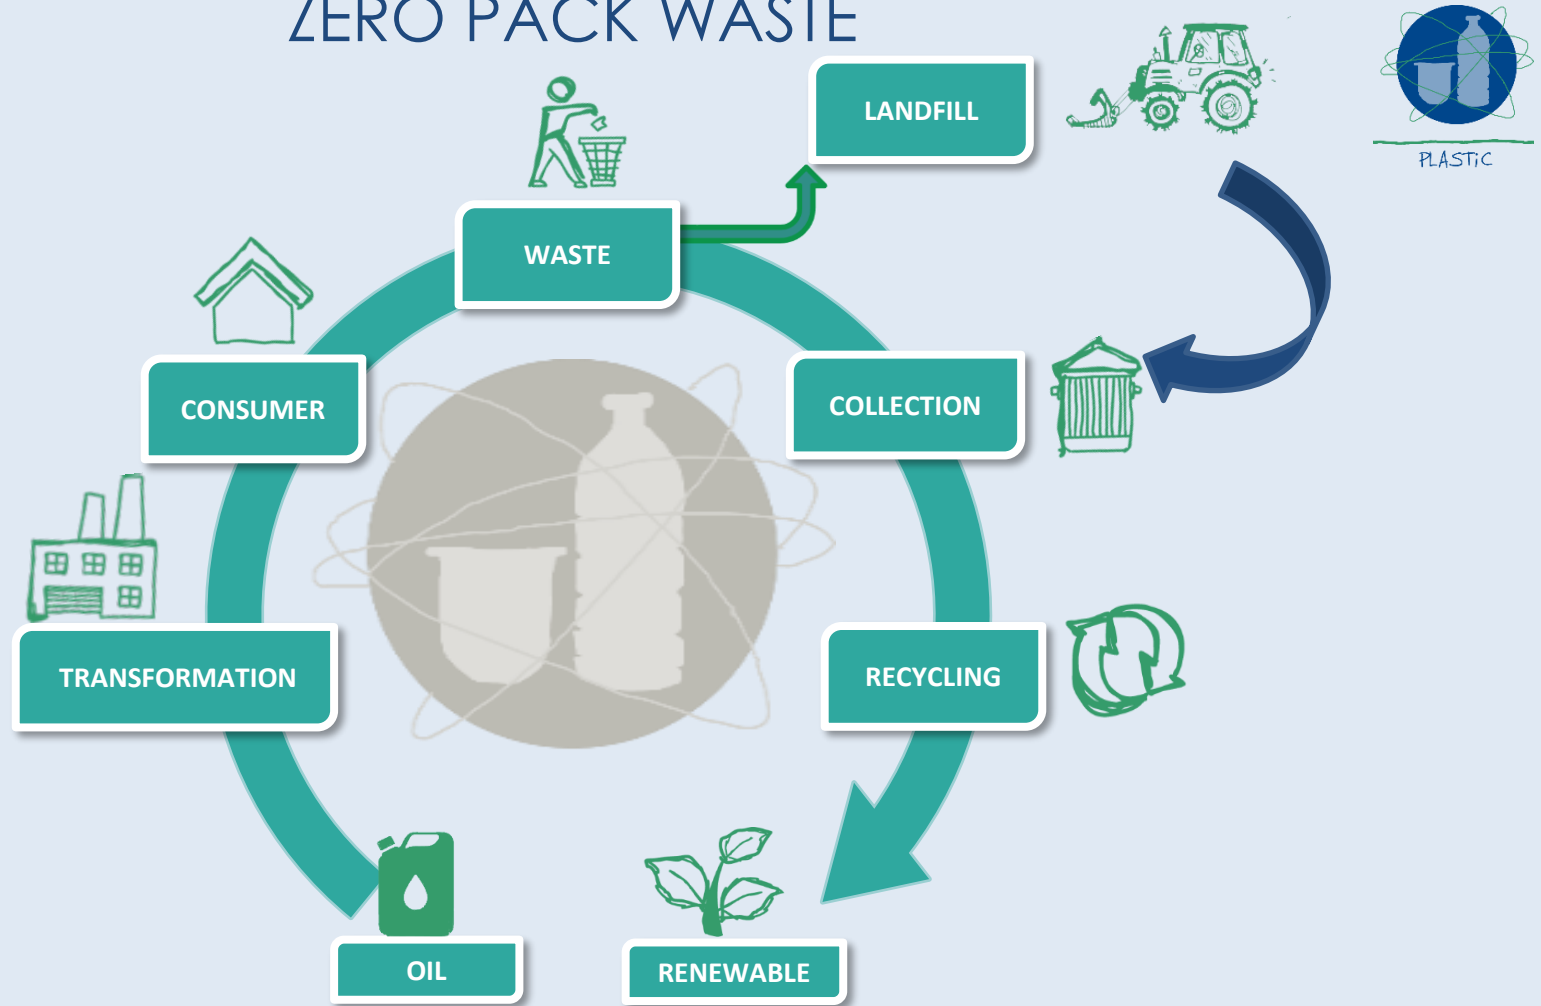 ZERO PACK WASTE
LANDFILL
PLASTiC
WASTE
CONSUMER
COLLECTION
TRANSFORMATION
RECYCLING
OIL
RENEWABLE